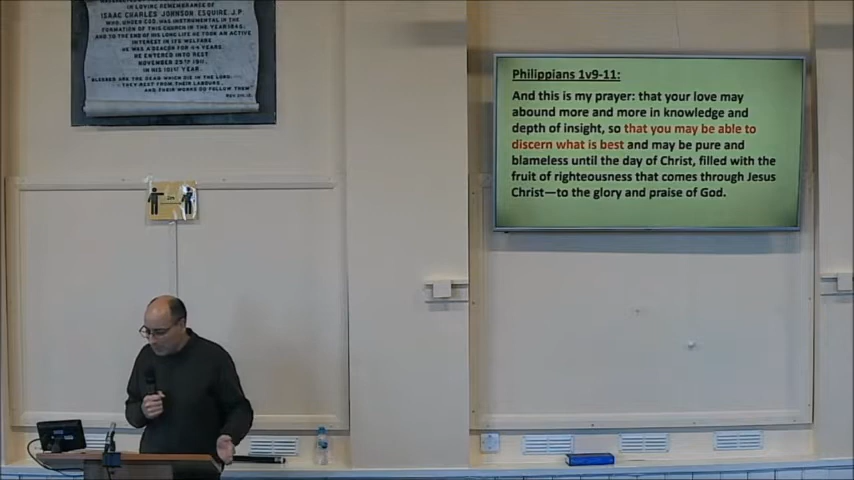 IN LOVING REMEMBRANCE OF
ISAAC CHARLES JOHNSON ESQUIRE, J.P.
WHO, UNDER GOD, WAS INSTRUMENTAL IN THE
FORMATION OF THIS CHURCH IN THE YEAR
AND TO THE END OF HIS LONG LIFE HE TOOK AN ACTIVE
INTEREST IN ITS WELFARE
HE WAS A DEACON FOR YEARS
HE ENTERED INTO REST
NOVEMBER 1911,
IN HIS 101ST YEAR.
BLESSED ARE THE DEAD WHICH DIE IN THE LORD
THEY REST FROM THEIR LABOURS,
AND THEIR WORKS DO FOLLOW THEM
Philippians 1v9-11:
And this is my prayer: that your love may
abound more and more in knowledge and
depth of insight, so that you may be able to
discern what is best and may be pure and
blameless until the day of Christ, filled with the
fruit of righteousness that comes through Jesus
Christ—to the glory and praise of God.